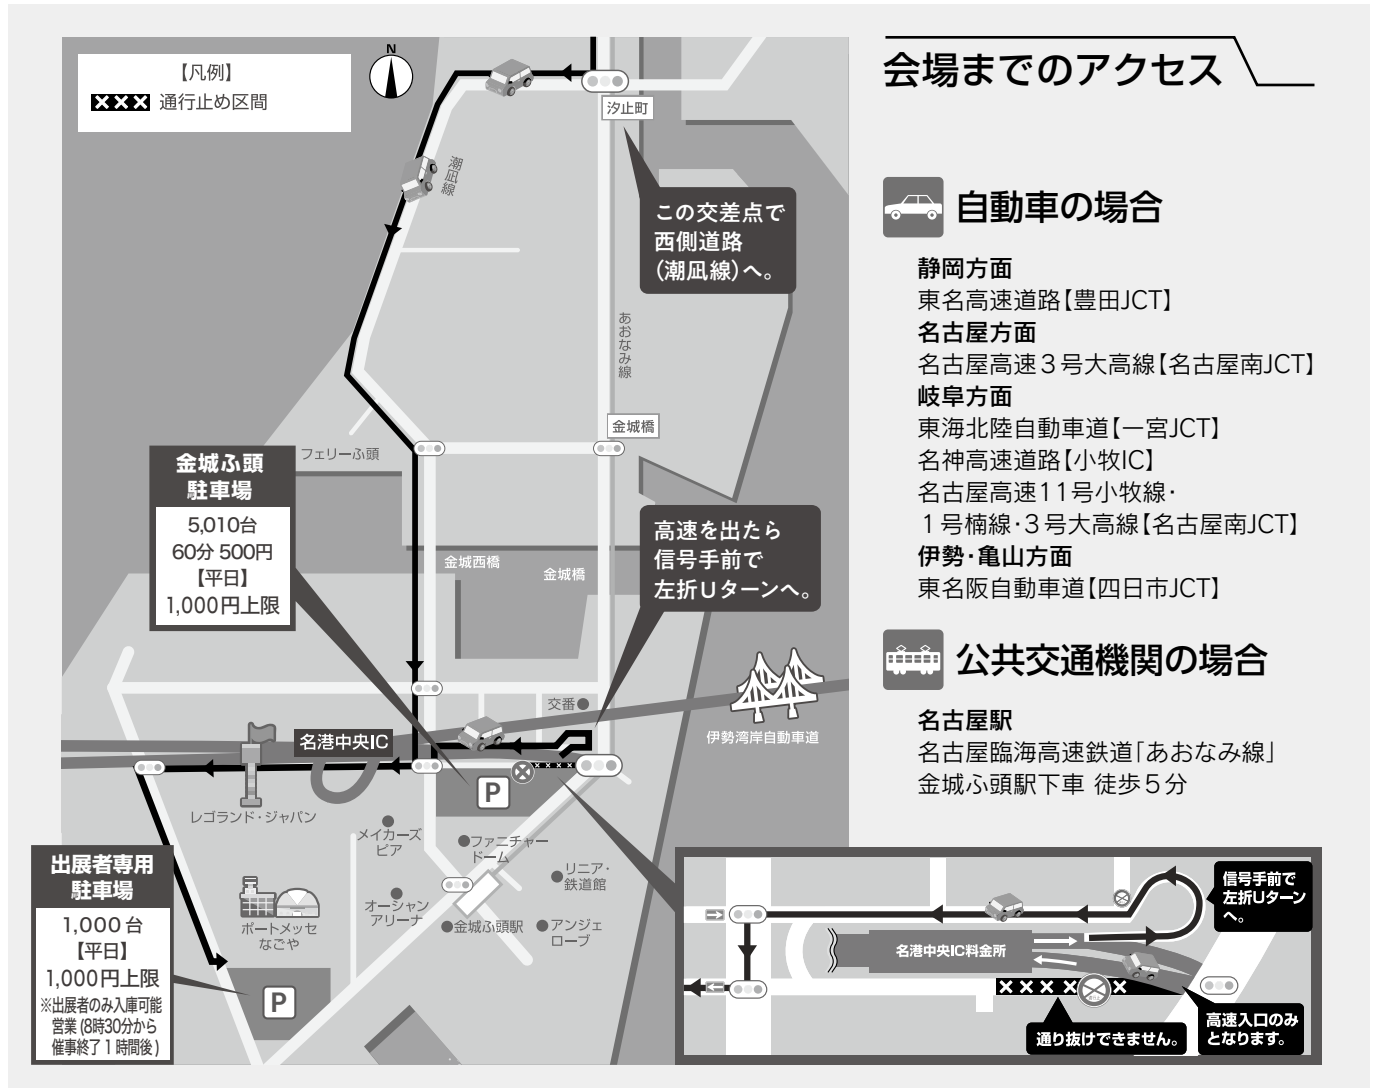 【凡例】
通行止め区間
N
汐止町
潮凪線
この交差点で
西側道路
(潮凪線)へ。
あおなみ線
金城橋
フェリーふ頭
金城ふ頭
駐車場
5,010台
60分 500円
【平日】
1,000円上限
金城西橋
金城橋
高速を出たら
信号手前で
左折Uターンへ。
交番
伊勢湾岸自動車道
名港中央IC
P
レゴランド・ジャパン
メイカーズ
ピア
ファニチャー
ドーム
リニア・
鉄道館
オーシャン
アリーナ
金城ふ頭駅
アンジェ
ローブ
ポートメッセ
なごや
出展者専用
駐車場
1,000台
【平日】
1,000円上限
※出展者のみ入庫可能
営業(8時30分から
催事終了1時間後)
P
会場までのアクセス
自動車の場合
静岡方面
東名高速道路【豊田JCT】
名古屋方面
名古屋高速3号大高線【名古屋南JCT】
岐阜方面
東海北陸自動車道【一宮JCT】
名神高速道路【小牧IC】
名古屋高速11号小牧線・
1号楠線・3号大高線【名古屋南JCT】
伊勢・亀山方面
東名阪自動車道【四日市JCT】
公共交通機関の場合
名古屋駅
名古屋臨海高速鉄道「あおなみ線」
金城ふ頭駅下車 徒歩5分
信号手前で
左折Uターン
へ。
名港中央IC料金所
通り抜けできません。
高速入口のみ
となります。